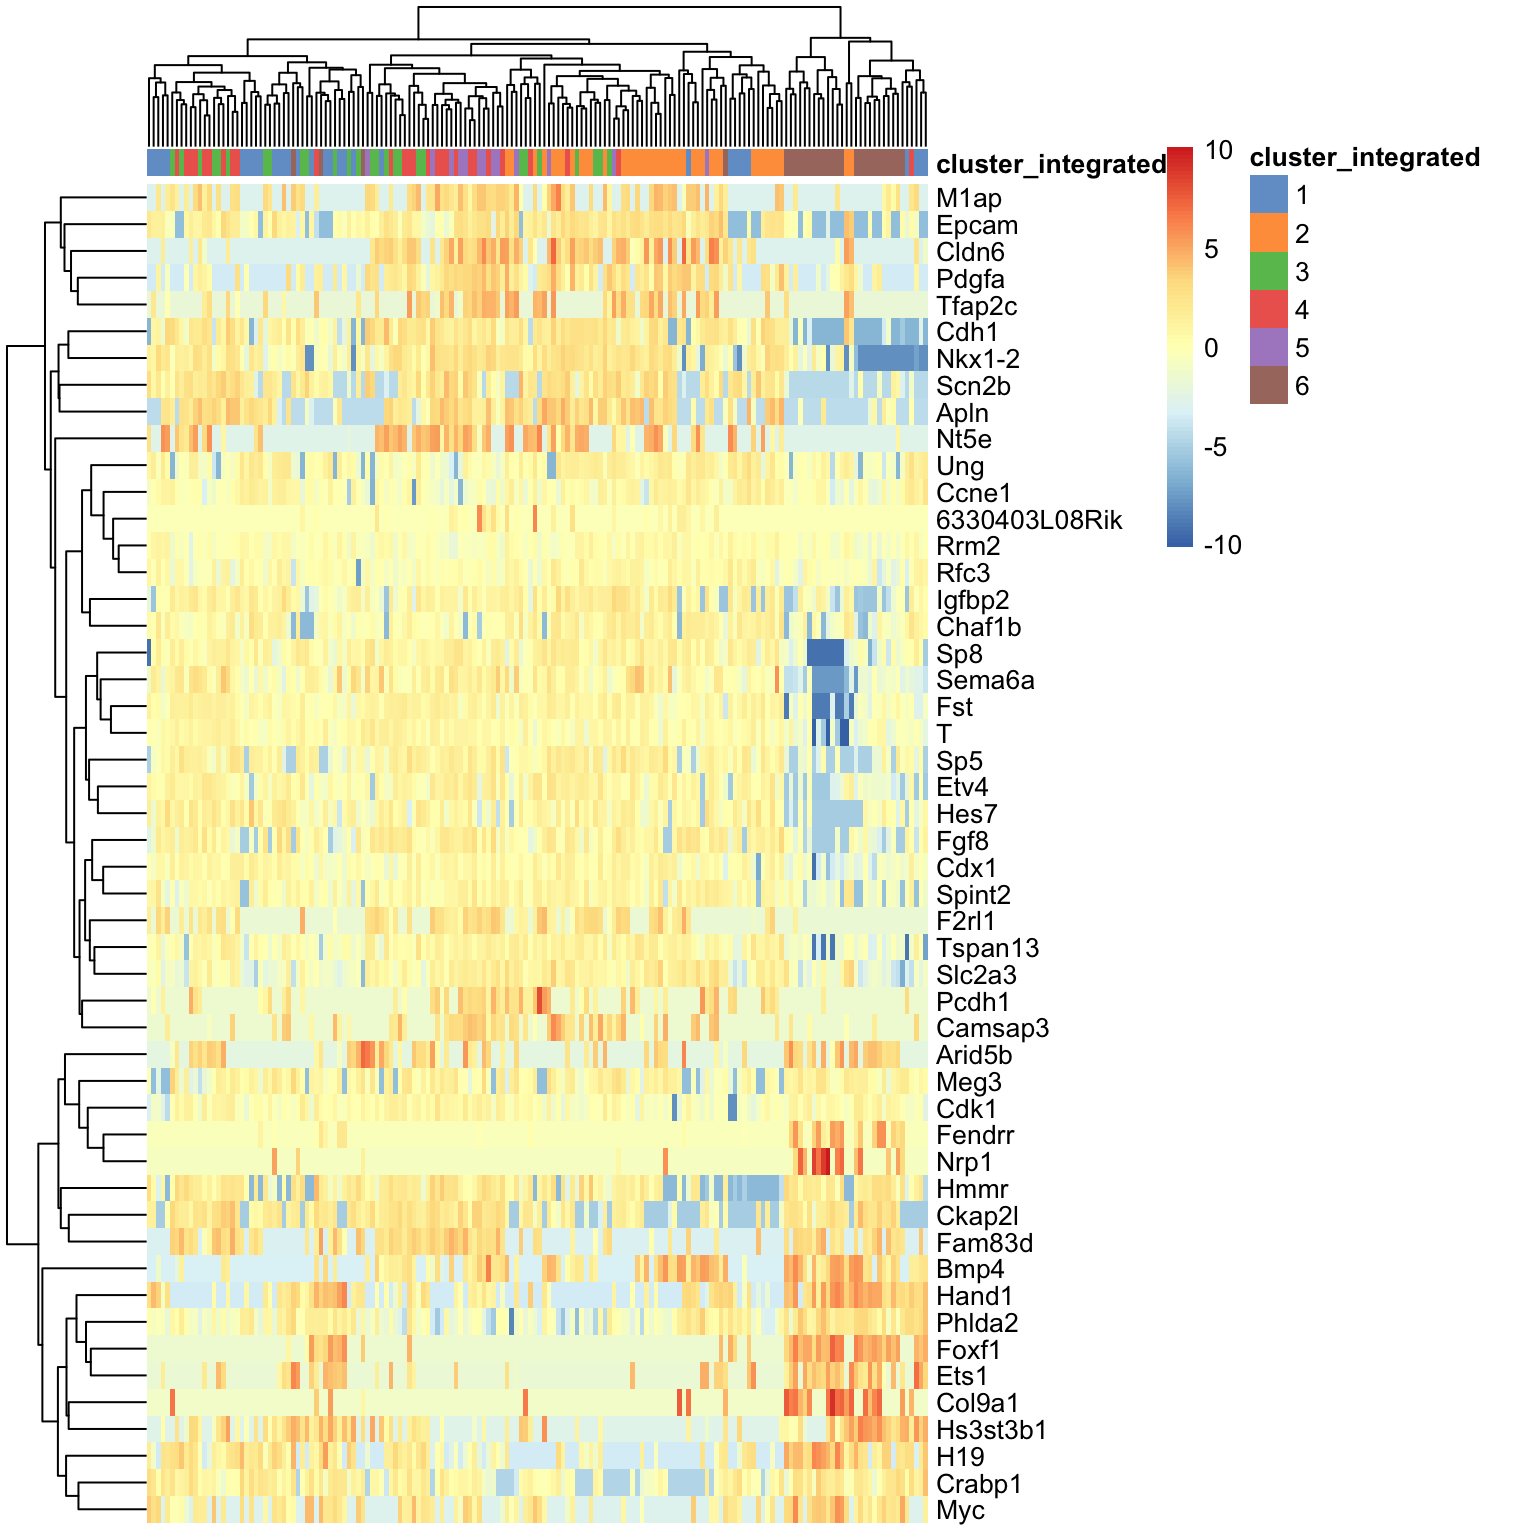 cluster_integrated
M1ap
Epcam
Cldn6
Pdgfa
Tfap2c
Cdh1
Nkx1-2
Scn2b
Apln
Nt5e
Ung
Ccne1
6330403L08Rik
Rrm2
Rfc3
Igfbp2
Chaf1b
Sp8
Sema6a
Fst
T
Sp5
Etv4
Hes7
Fgf8
Cdx1
Spint2
F2rl1
Tspan13
Slc2a3
Pcdh1
Camsap3
Arid5b
Meg3
Cdk1
Fendrr
Nrp1
Hmmr
Ckap2l
Fam83d
Bmp4
Hand1
Phlda2
Foxf1
Ets1
Col9a1
Hs3st3b1
H19
Crabp1
Myc
10
5
0
-5
-10
cluster_integrated
1
2
3
4
5
6